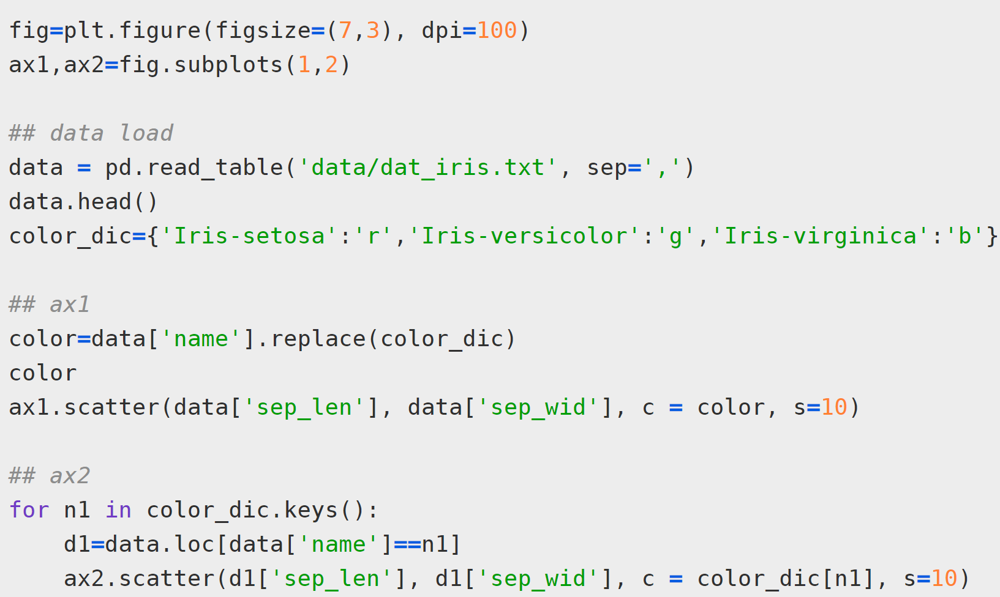 fig=plt.figure(figsize=(7,3), dpi=100)
ax1,ax2=fig.subplots(1,2)
## data load
data = pd.read_table('data/dat_iris.txt', sep=',')
data.head()
color_dic={'Iris-setosa':'r','Iris-versicolor':'g','Iris-virginica':'b'}
## ax1
color=data['name'].replace(color_dic)
color
ax1.scatter(data['sep_len'], data['sep_wid'], c = color, s=10)
## ax2
for n1 in color_dic.keys():
    d1=data.loc[data['name']==n1]
    ax2.scatter(d1['sep_len'], d1['sep_wid'], c = color_dic[n1], s=10)